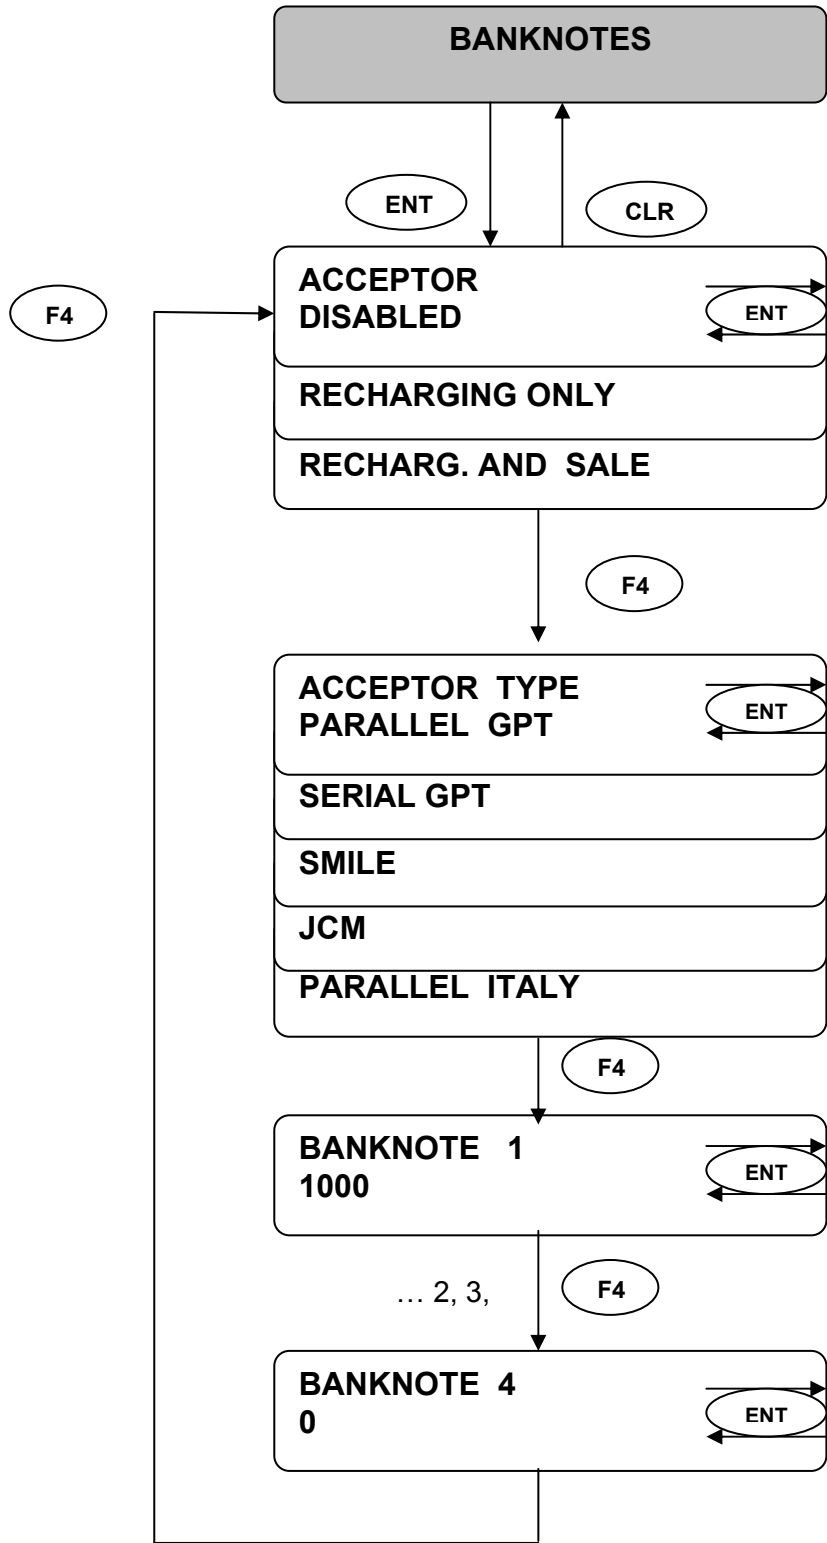 BANKNOTES
ENT
CLR
F4
ACCEPTOR
DISABLED
ENT
RECHARGING ONLY
RECHARG. AND SALE
F4
ACCEPTOR TYPE
PARALLEL GPT
ENT
SERIAL GPT
SMILE
JCM
PARALLEL ITALY
F4
BANKNOTE 1
1000
ENT
… 2, 3,
F4
BANKNOTE 4
0
ENT